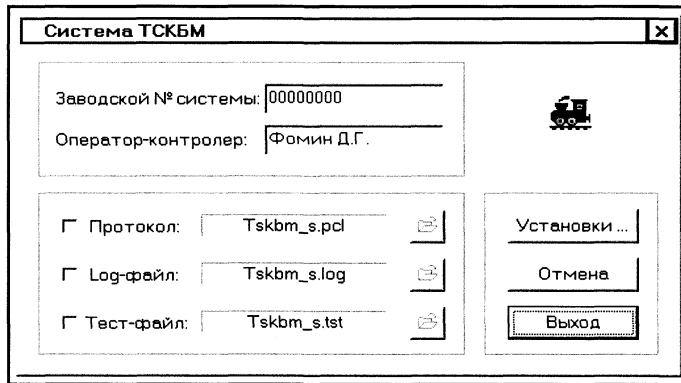 Система ТСКБМ
Заводской № системы: 00000000
Оператор-контролер: Фомин Д.Г.
Протокол: Tskbm_s.pcl
Log-файл: Tskbm_s.log
Тест-файл: Tskbm_s.tst
Установки ...
Отмена
Выход